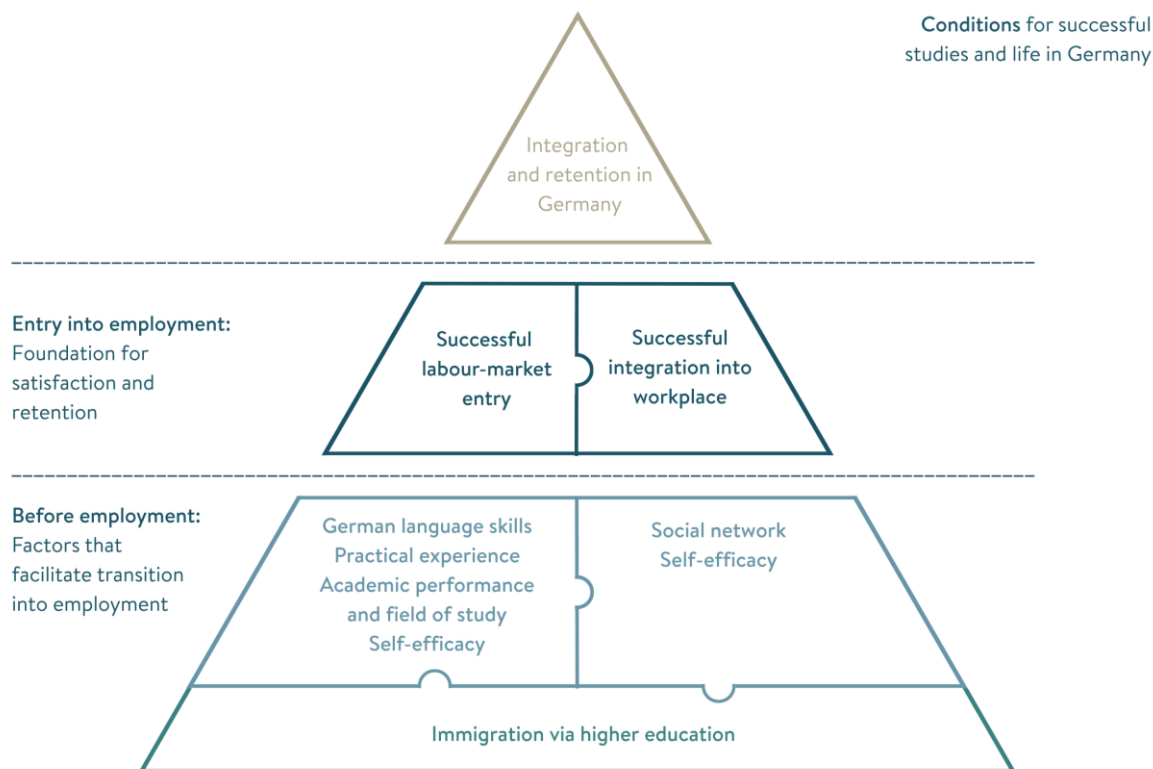 Conditions for successful
studies and life in Germany
Integration
and retention in
Germany
Entry into employment:
Foundation for
satisfaction and
retention
Successful
labour-market
entry
Successful
integration into
workplace
Before employment:
Factors that
facilitate transition
into employment
German language skills
Practical experience
Academic performance
and field of study
Self-efficacy
Social network
Self-efficacy
Immigration via higher education